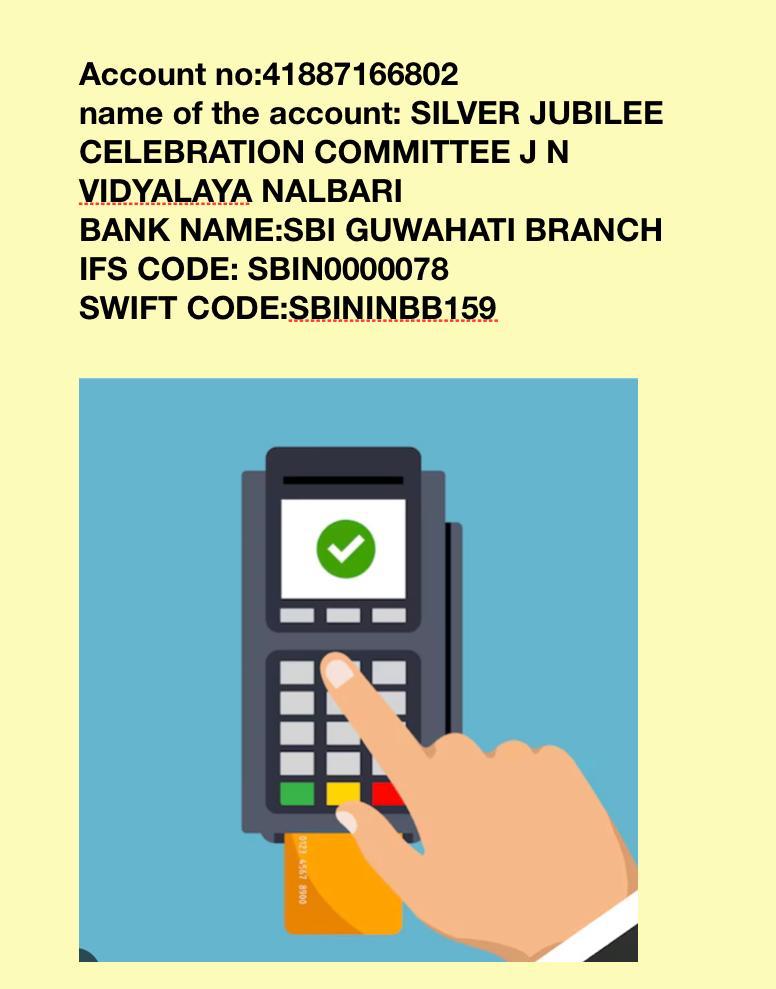 Account no:41887166802
name of the account: SILVER JUBILEE
CELEBRATION COMMITTEE J N
VIDYALAYA NALBARI
BANK NAME:SBI GUWAHATI BRANCH
IFS CODE: SBIN0000078
SWIFT CODE:SBININBB159
0123 4567 8900